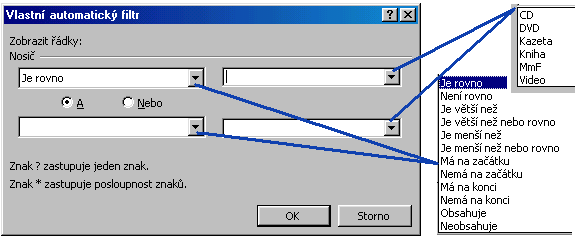 Vlastní automatický filtr
Zobrazit řádky:
Nosič
Je rovno
A Nebo
Znak ? zastupuje jeden znak.
Znak * zastupuje posloupnost znaků.
OK Storno
CD
DVD
Kazeta
Kniha
MmF
Video
Je rovno
Není rovno
Je větší než
Je větší než nebo rovno
Je menší než
Je menší než nebo rovno
Má na začátku
Nemá na začátku
Má na konci
Nemá na konci
Obsahuje
Neobsahuje